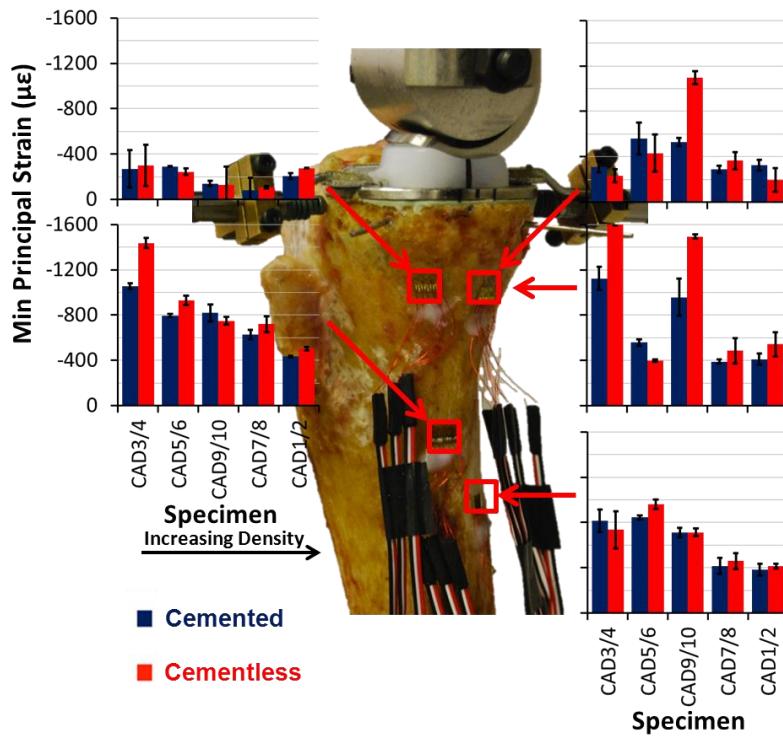 Min Principal Strain (µε)
-1600
-1200
-800
-400
0
-1600
-1200
-800
-400
0
CAD3/4
CAD5/6
CAD9/10
CAD7/8
CAD1/2
Specimen
Increasing Density
Cemented
Cementless
CAD3/4
CAD5/6
CAD9/10
CAD7/8
CAD1/2
Specimen